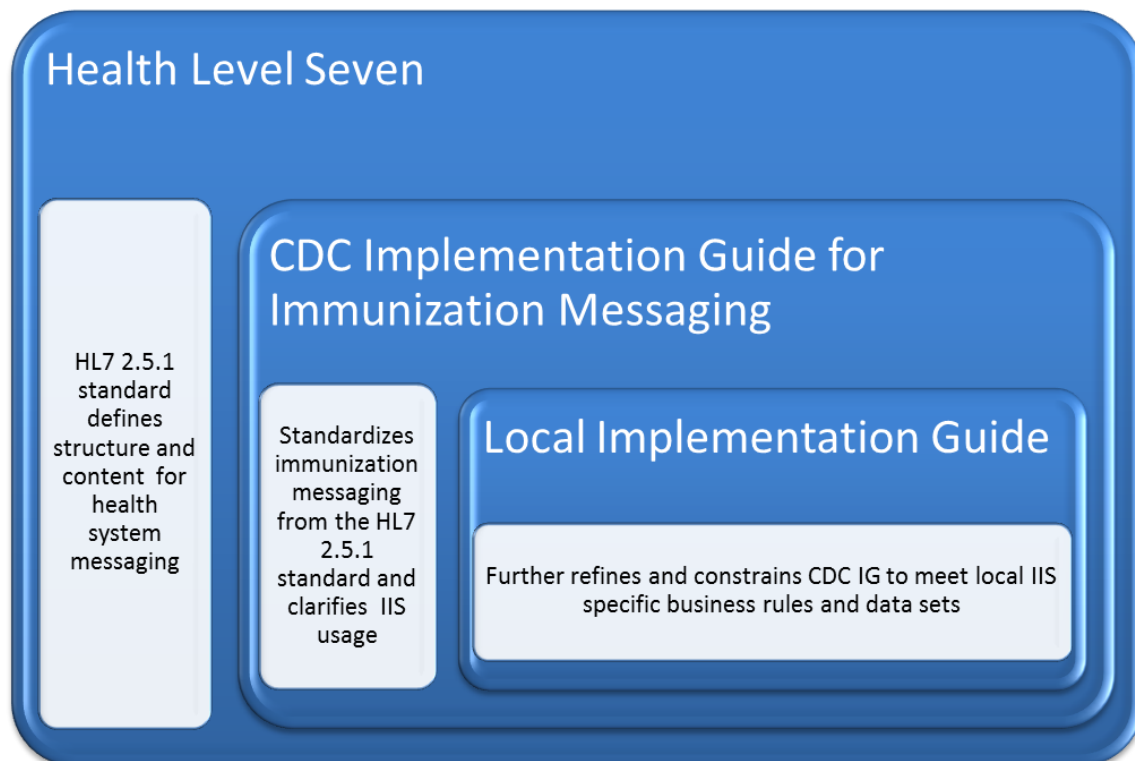 Health Level Seven
HL7 2.5.1
standard
defines
structure and
content for
health
system
messaging
CDC Implementation Guide for
Immunization Messaging
Standardizes
immunization
messaging
from the HL7
2.5.1
standard and
clarifies IIS
usage
Local Implementation Guide
Further refines and constrains CDC IG to meet local IIS
specific business rules and data sets